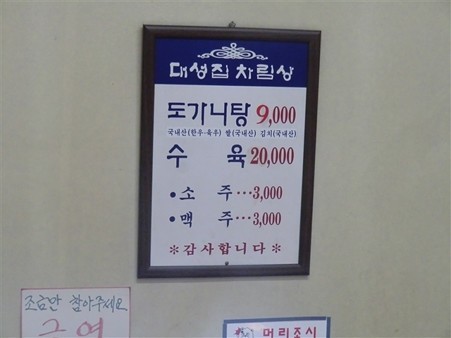 대성집 차림상
도가니탕 9,000
국내산(한우·육우) 쌀(국내산) 김치(국내산)
수 육 20,000
• 소 주 ··· 3,000
• 맥 주 ··· 3,000
※감사합니다※
조금만 참아주세요
금연
머리조심